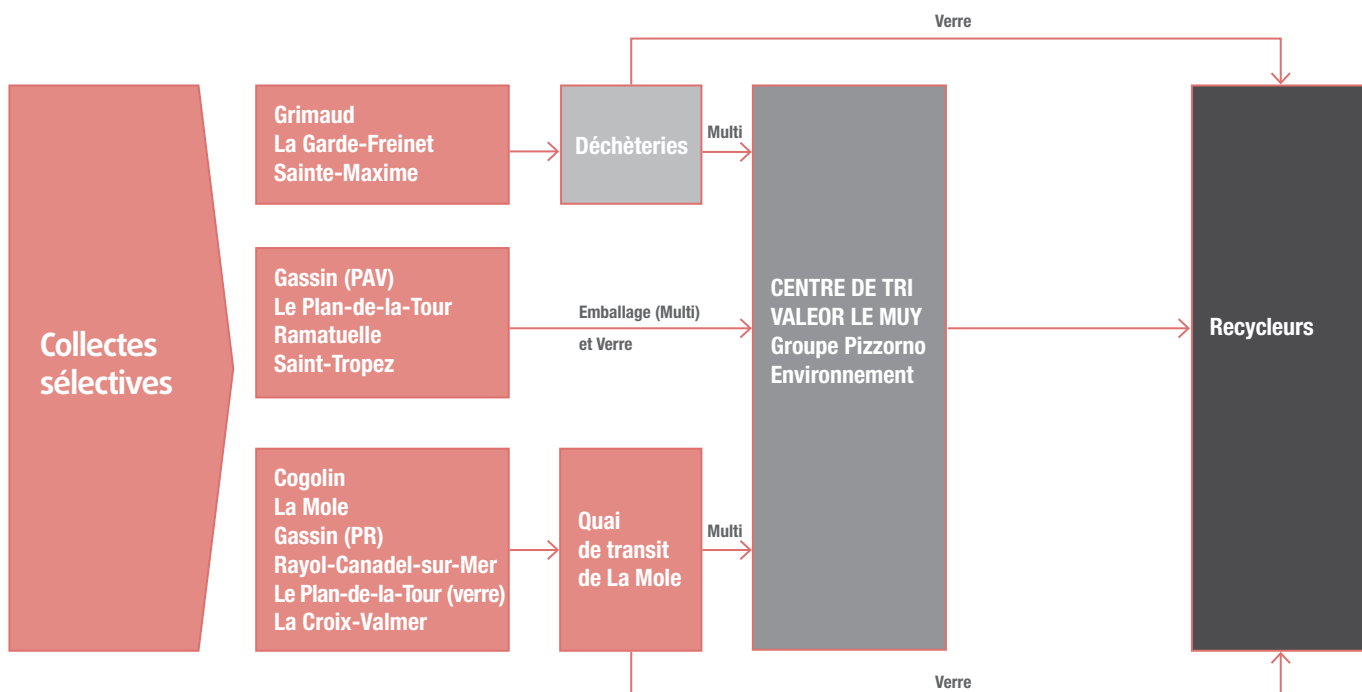 Verre
Collectes
sélectives
Grimaud
La Garde-Freinet
Sainte-Maxime
Déchèteries
Multi
Gassin (PAV)
Le Plan-de-la-Tour
Ramatuelle
Saint-Tropez
Emballage (Multi)
et Verre
CENTRE DE TRI
VALEOR LE MUY
Groupe Pizzorno
Environnement
Recycleurs
Cogolin
La Mole
Gassin (PR)
Rayol-Canadel-sur-Mer
Le Plan-de-la-Tour (verre)
La Croix-Valmer
Quai
de transit
de La Mole
Multi
Verre